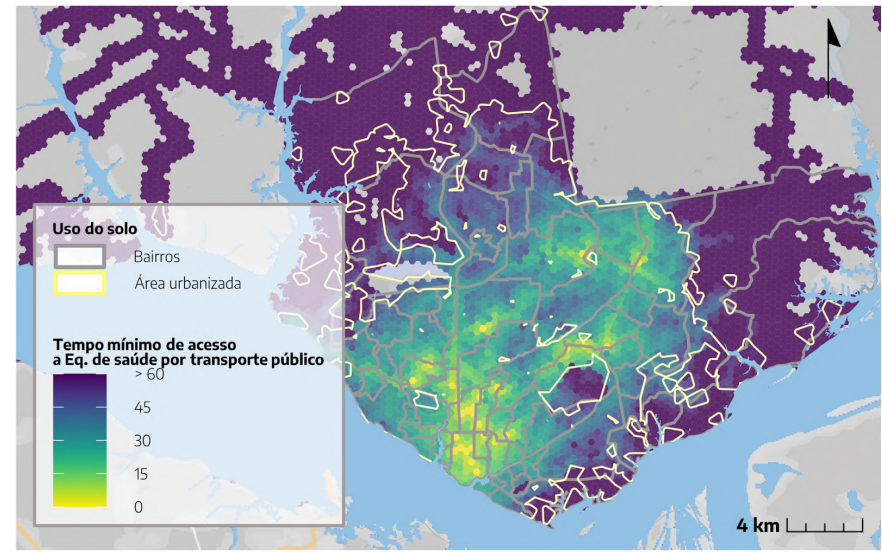 Uso do solo
Bairros
Área urbanizada
Tempo mínimo de acesso
a Eq. de saúde por transporte público
> 60
45
30
15
0
4 km